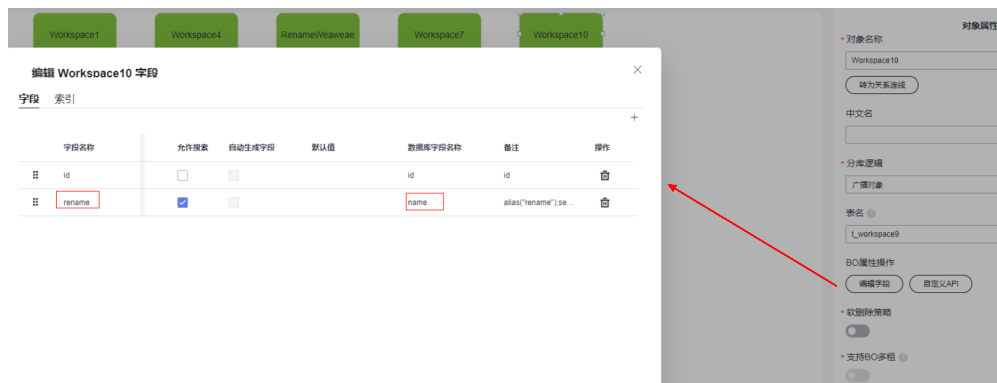 Workspace1 Workspace4 RenameWeaweae Workspace7 Workspace10
编辑 Workspace10 字段
字段 索引
字段名称 允许搜索 自动生成字段 默认值 数据库字段名称 备注 操作
id id id
rename name alias("rename");se...
对象属性
* 对象名称
Workspace10
转为关系连线
中文名
* 分库逻辑
广播对象
表名
t_workspace9
BO属性操作
编辑字段 自定义API
* 软删除策略
* 支持BO多租